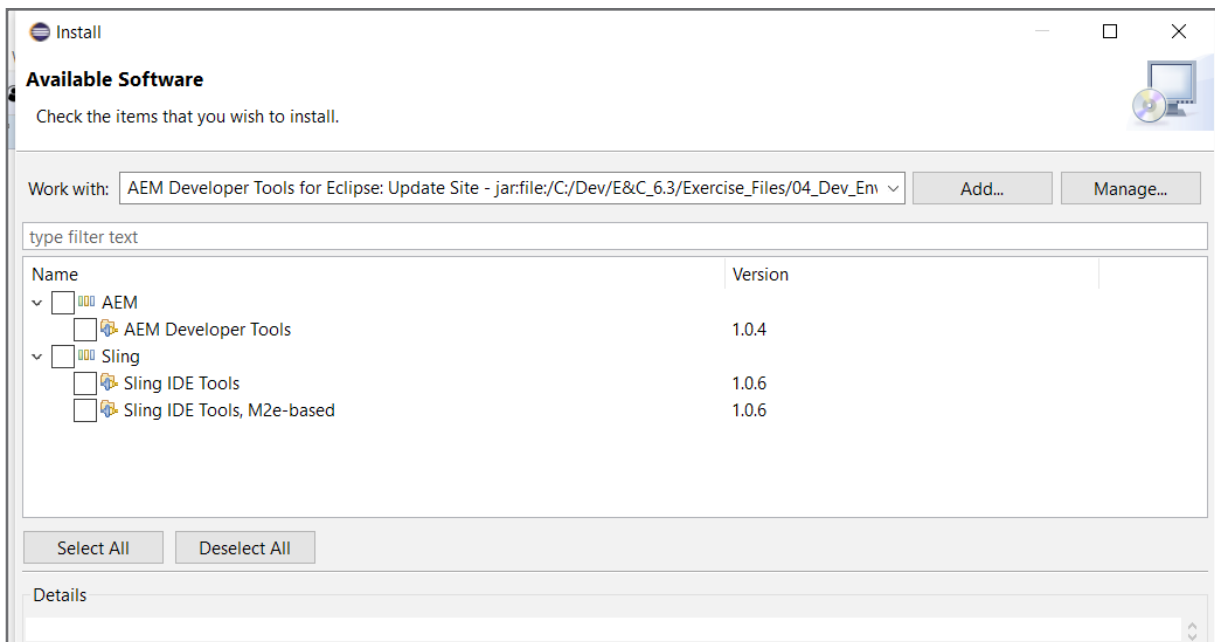 Install
Available Software
Check the items that you wish to install.
Work with: AEM Developer Tools for Eclipse: Update Site - jar:file:/C:/Dev/E&C_6.3/Exercise_Files/04_Dev_Env Add... Manage...
type filter text
Name Version
AEM
AEM Developer Tools 1.0.4
Sling
Sling IDE Tools 1.0.6
Sling IDE Tools, M2e-based 1.0.6
Select All Deselect All
Details